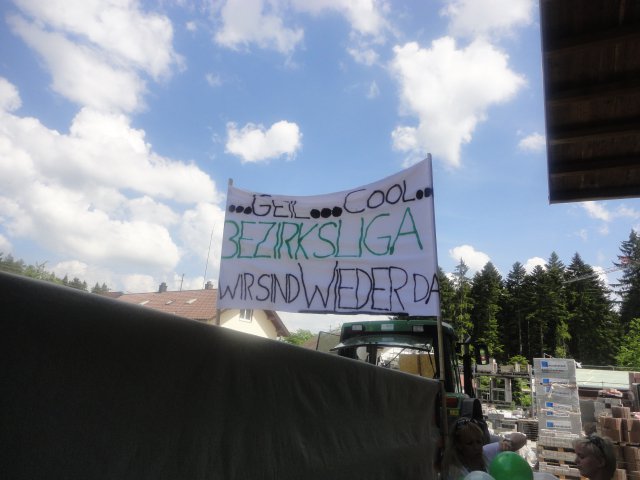 ...GEIL...COOL..
BEZIRKSLIGA
WIR SIND WIEDER DA